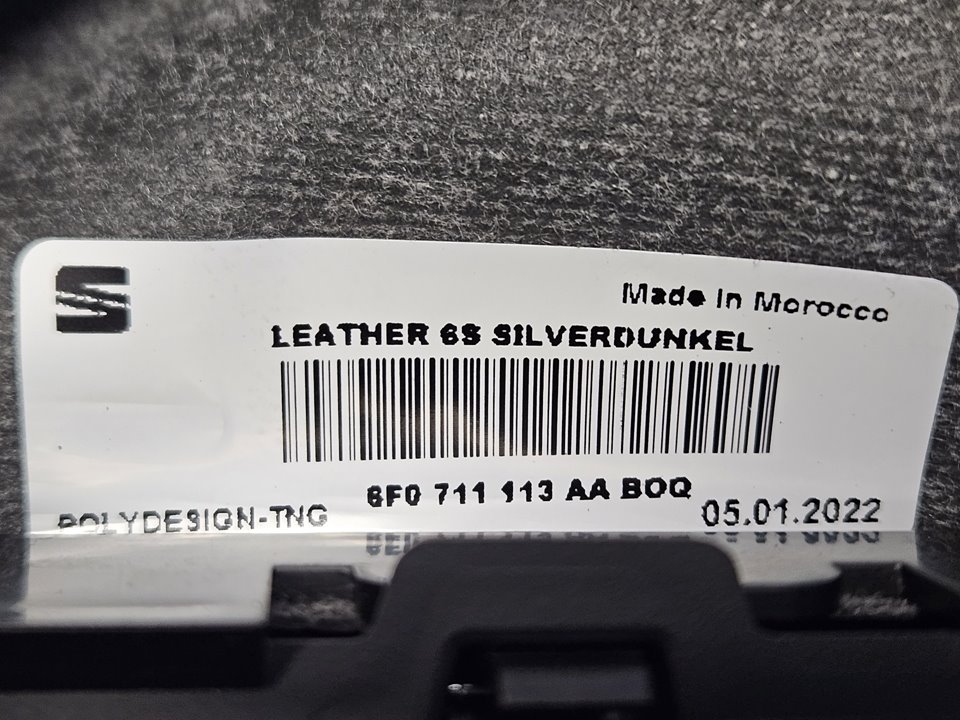 Made in Morocco
LEATHER 6S SILVERDUNKEL
6F0 711 113 AA BOQ
POLYDESIGN-TNG
05.01.2022